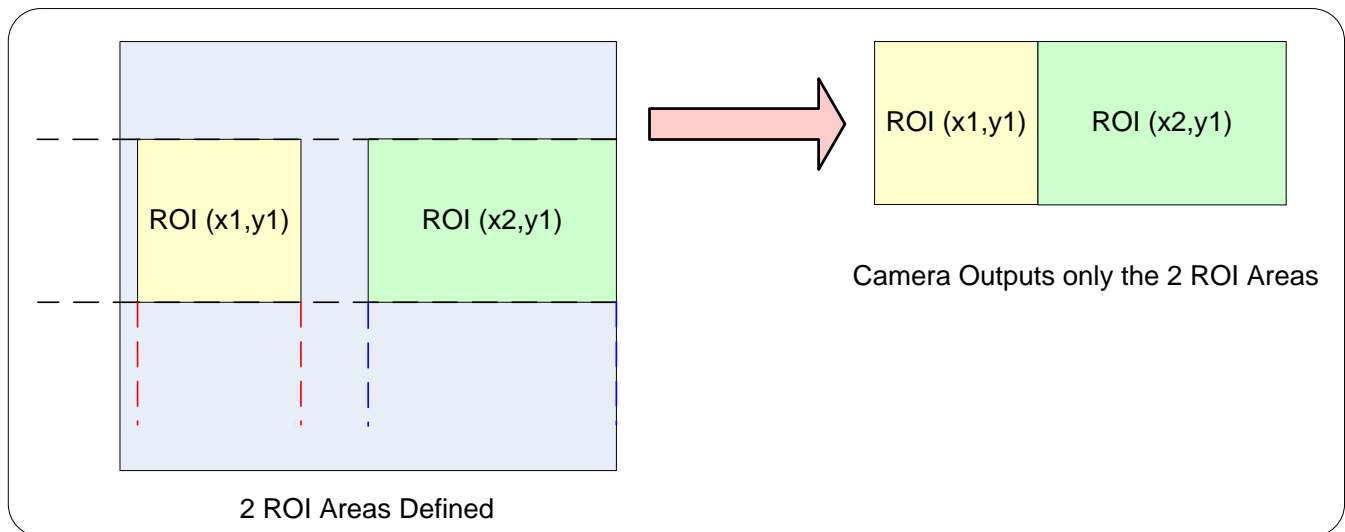 ROI (x1,y1)
ROI (x2,y1)
2 ROI Areas Defined
ROI (x1,y1)
ROI (x2,y1)
Camera Outputs only the 2 ROI Areas